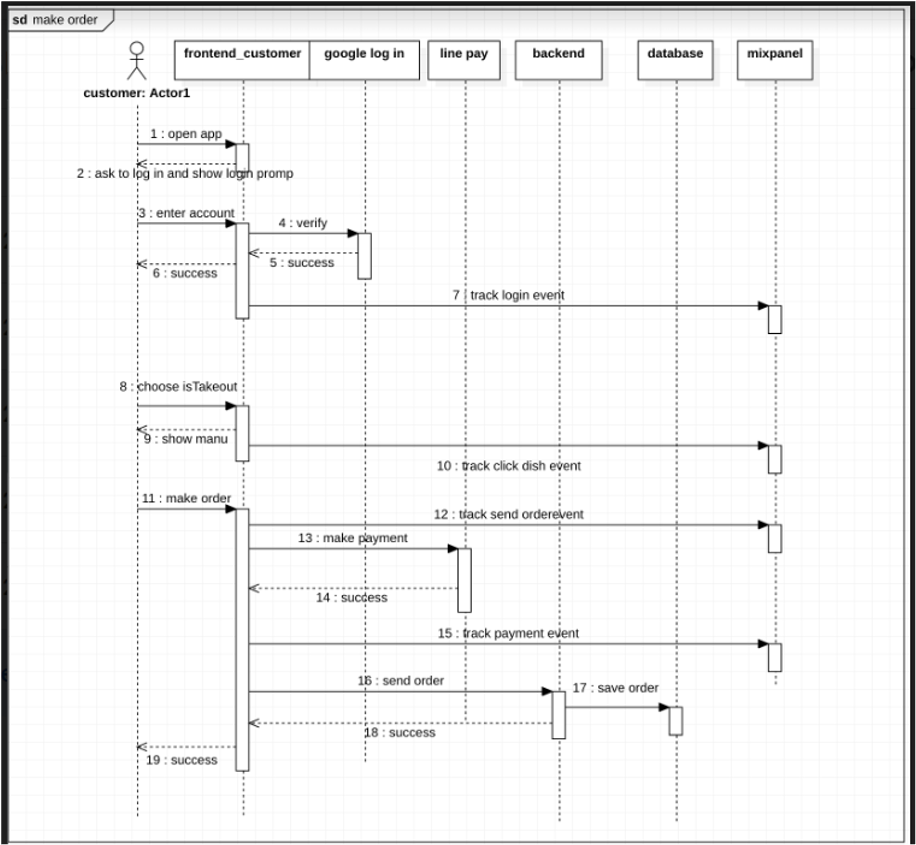 sd make order
frontend_customer
google log in
line pay
backend
database
mixpanel
customer: Actor1
1 : open app
2 : ask to log in and show login promp
3 : enter account
4 : verify
5 : success
6 : success
7 : track login event
8 : choose isTakeout
9 : show manu
10 : track click dish event
11 : make order
12 : track send orderevent
13 : make payment
14 : success
15 : track payment event
16 : send order
17 : save order
18 : success
19 : success